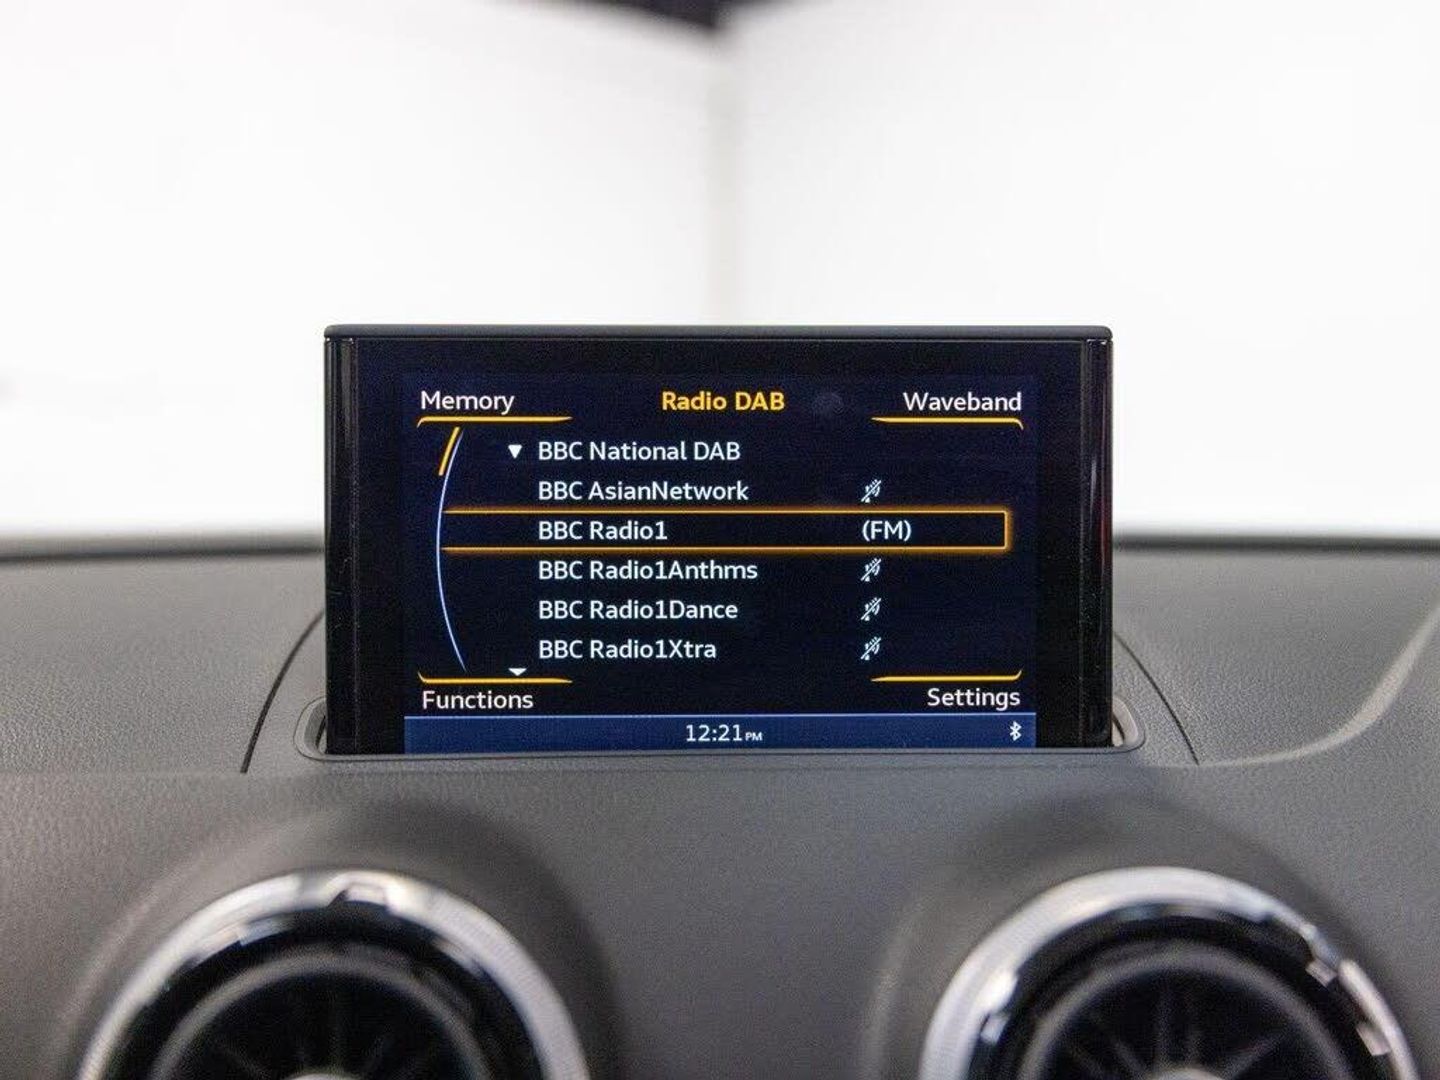 Memory Radio DAB Waveband
BBC National DAB
BBC AsianNetwork
BBC Radio1 (FM)
BBC Radio1Anthms
BBC Radio1Dance
BBC Radio1Xtra
Functions Settings
12:21PM